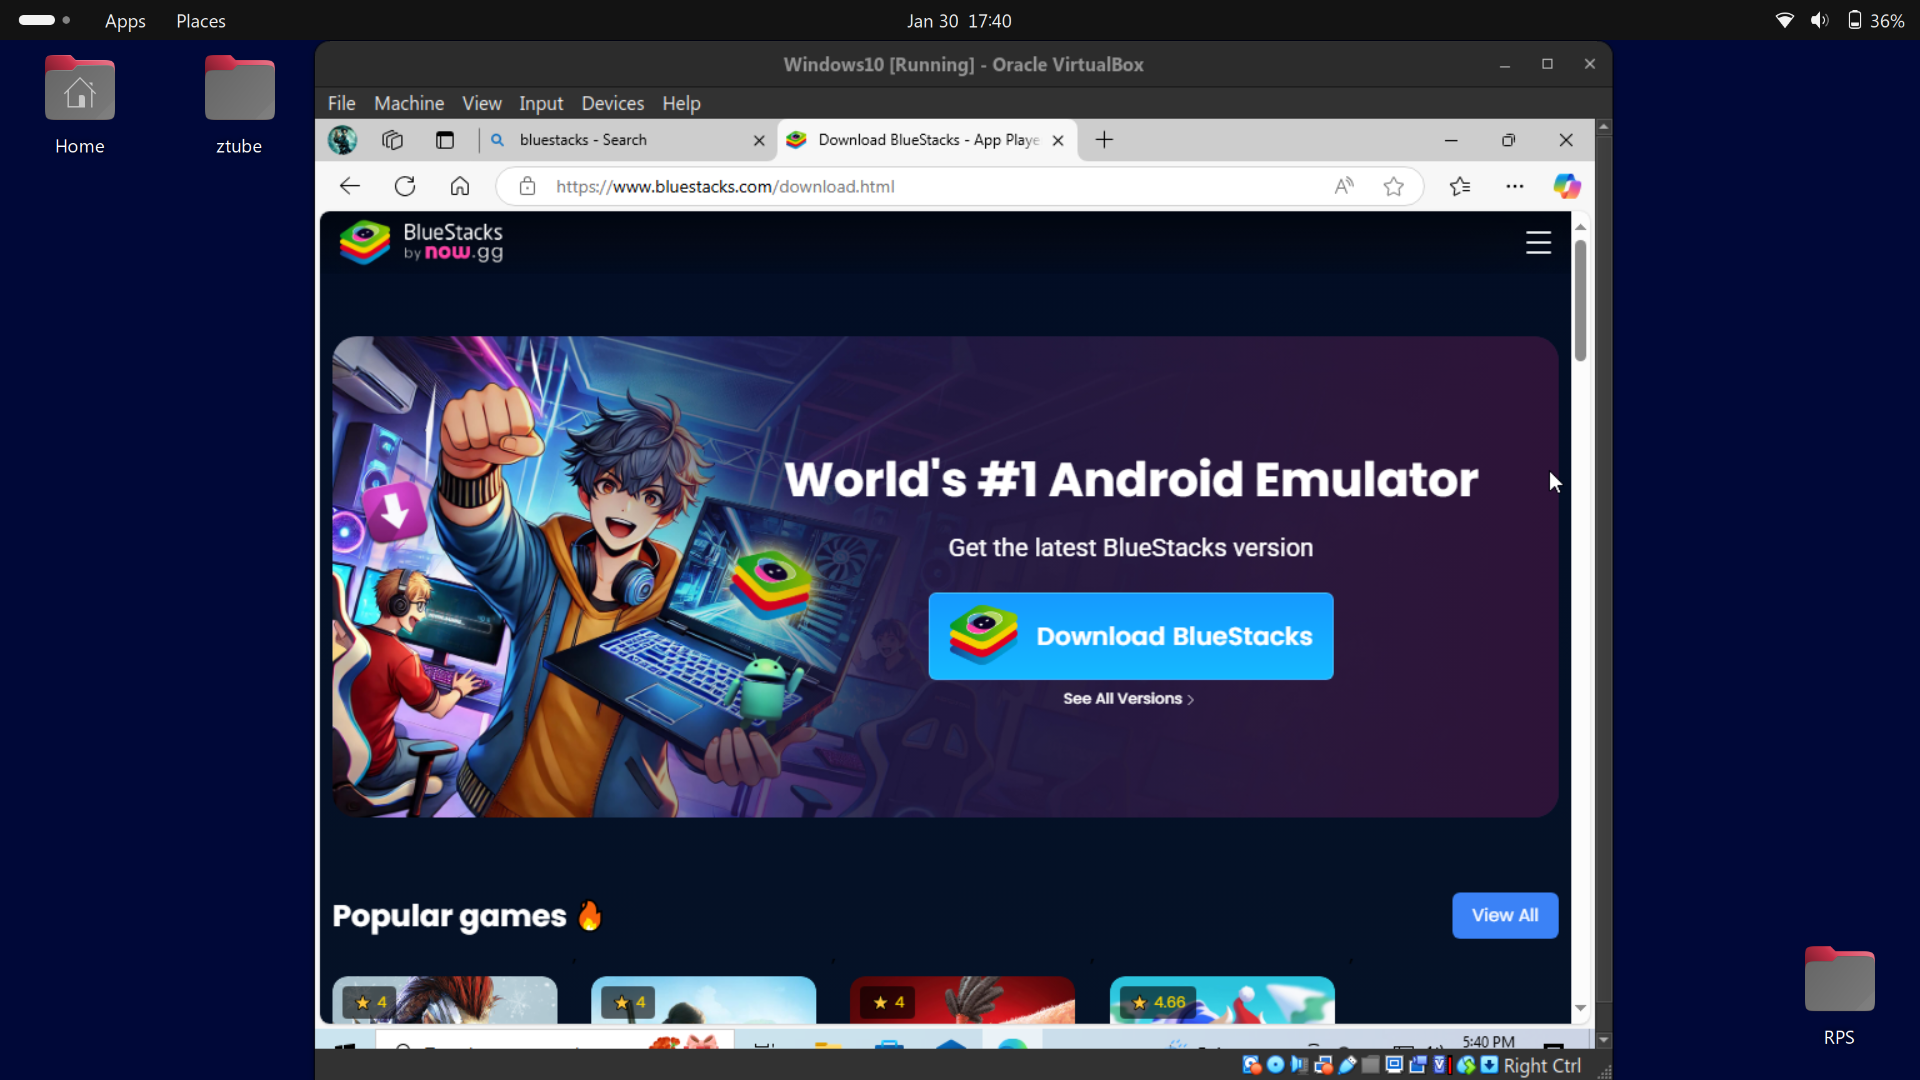 Apps Places Jan 30 17:40 36%
Home
ztube
Windows10 [Running] - Oracle VirtualBox
File Machine View Input Devices Help
bluestacks - Search
Download BlueStacks - App Playe
https://www.bluestacks.com/download.html
BlueStacks
by now.gg
World's #1 Android Emulator
Get the latest BlueStacks version
Download BlueStacks
See All Versions
Popular games
View All
4
4
4
4.66
5:40 PM
Right Ctrl
RPS